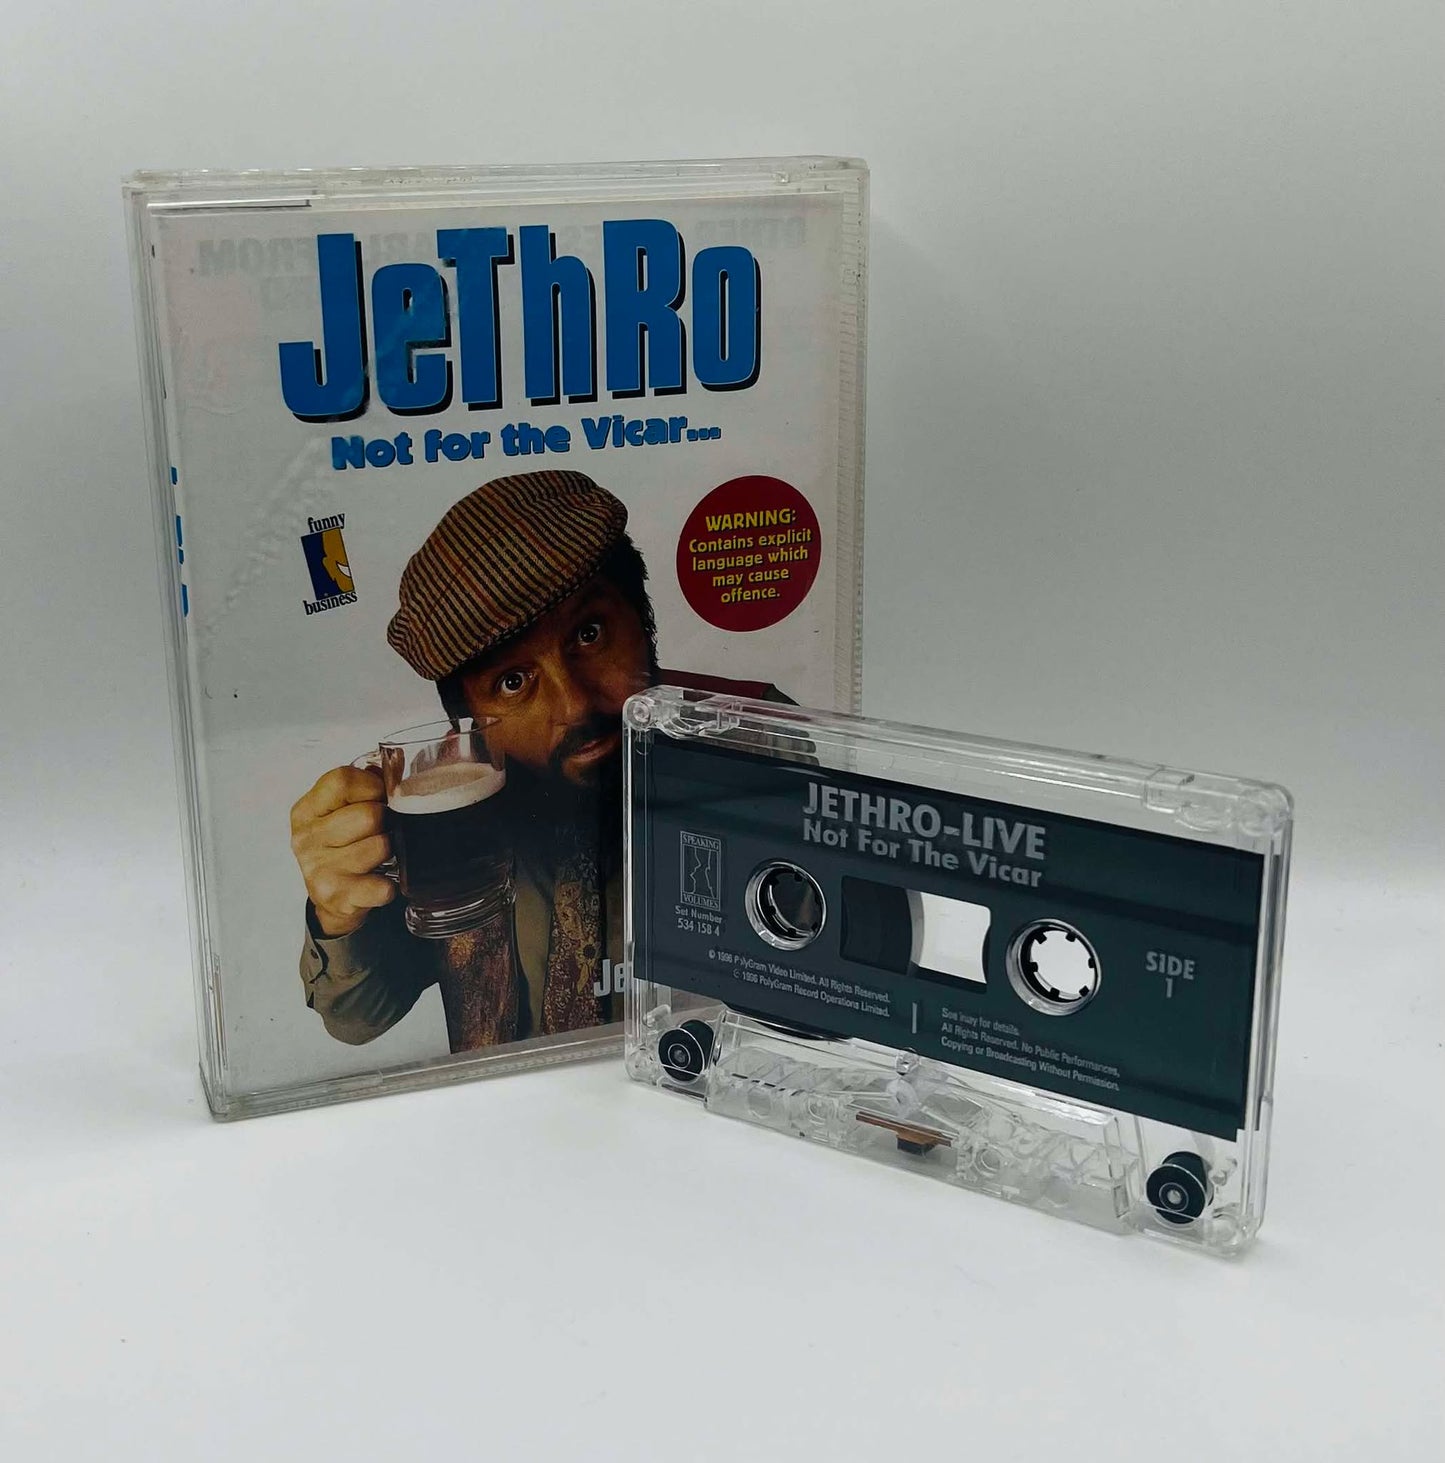 JeThRo
Not for the Vicar...
funny
business
WARNING:
Contains explicit
language which
may cause
offence.
JETHRO-LIVE
Not For The Vicar
SPEAKING
VOLUMES
Set Number
534 158 4
SIDE
1
© 1996 PolyGram Video Limited. All Rights Reserved.
℗ 1996 PolyGram Record Operations Limited.
See inlay for details.
All Rights Reserved. No Public Performances,
Copying or Broadcasting Without Permission.